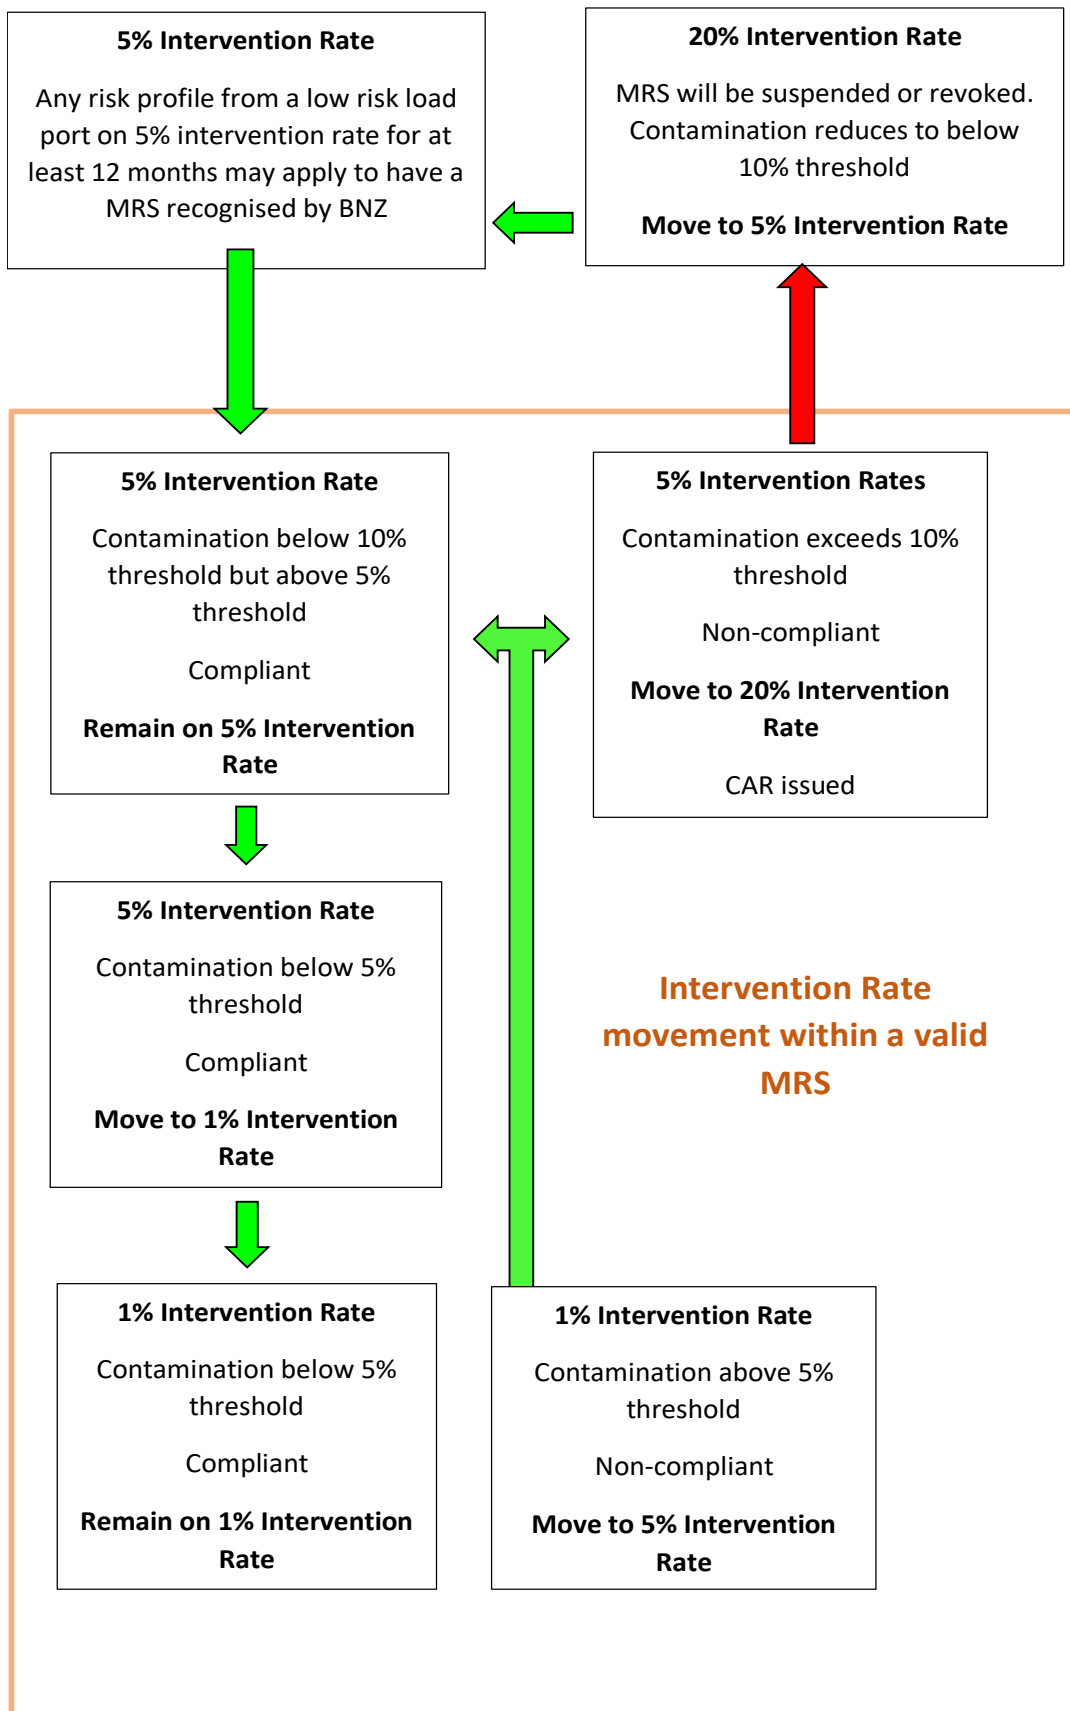 5% Intervention Rate
Any risk profile from a low risk load
port on 5% intervention rate for at
least 12 months may apply to have a
MRS recognised by BNZ
20% Intervention Rate
MRS will be suspended or revoked.
Contamination reduces to below
10% threshold
Move to 5% Intervention Rate
5% Intervention Rate
Contamination below 10%
threshold but above 5%
threshold
Compliant
Remain on 5% Intervention
Rate
5% Intervention Rates
Contamination exceeds 10%
threshold
Non-compliant
Move to 20% Intervention
Rate
CAR issued
5% Intervention Rate
Contamination below 5%
threshold
Compliant
Move to 1% Intervention
Rate
Intervention Rate
movement within a valid
MRS
1% Intervention Rate
Contamination below 5%
threshold
Compliant
Remain on 1% Intervention
Rate
1% Intervention Rate
Contamination above 5%
threshold
Non-compliant
Move to 5% Intervention
Rate